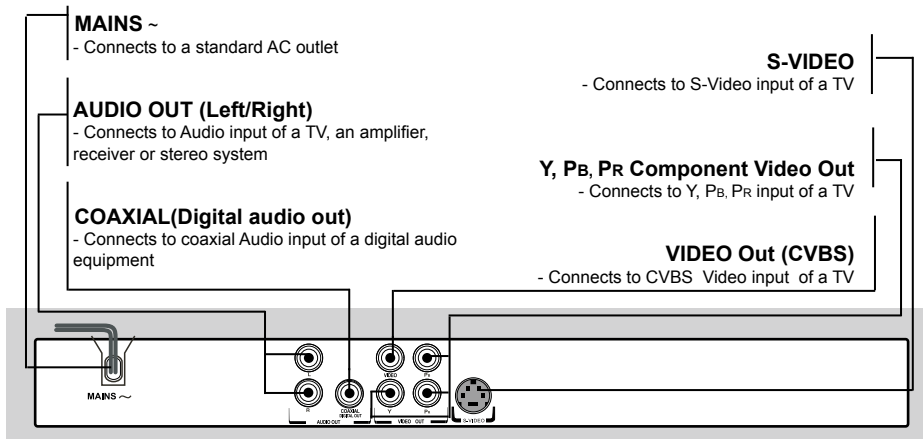 MAINS ~
- Connects to a standard AC outlet
AUDIO OUT (Left/Right)
- Connects to Audio input of a TV, an amplifier,
receiver or stereo system
COAXIAL(Digital audio out)
- Connects to coaxial Audio input of a digital audio
equipment
S-VIDEO
- Connects to S-Video input of a TV
Y, PB, PR Component Video Out
- Connects to Y, PB, PR input of a TV
VIDEO Out (CVBS)
- Connects to CVBS Video input of a TV
MAINS ~
L
R
COAXIAL
DIGITAL OUT
AUDIO OUT
VIDEO
Y
VIDEO OUT
S-VIDEO